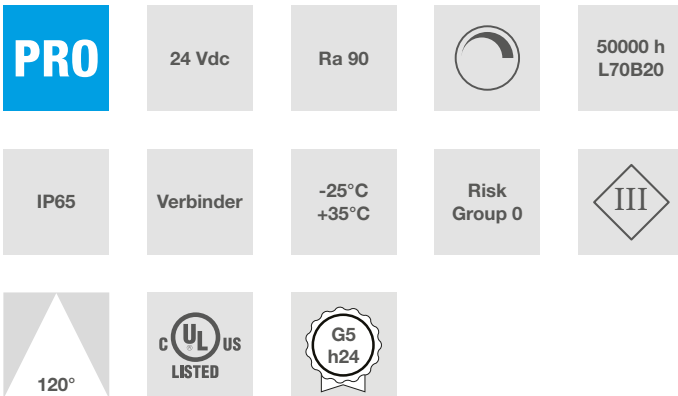 PRO
24 Vdc
Ra 90
50000 h
L70B20
IP65
Verbinder
-25°C
+35°C
Risk
Group 0
III
120°
C UL US
®
LISTED
G5
h24